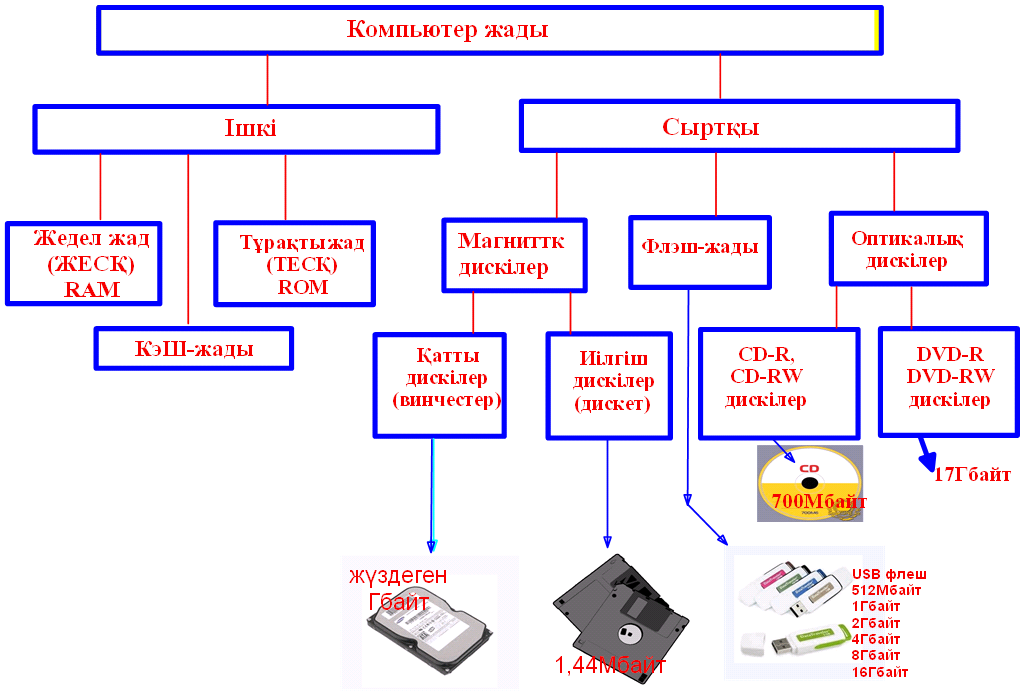 Компьютер жады
Ішкі
Сыртқы
Жедел жад
(ЖЕСҚ)
RAM
Тұрақтыжад
(ТЕСҚ)
ROM
КэШ-жады
Магниттк
дискілер
Флэш-жады
Оптикалық
дискілер
Қатты
дискілер
(винчестер)
Иілгіш
дискілер
(дискет)
CD-R,
CD-RW
дискілер
DVD-R
DVD-RW
дискілер
CD
700Мбайт
17Гбайт
жүздеген
Гбайт
1,44Мбайт
USB флеш
512Мбайт
1Гбайт
2Гбайт
4Гбайт
8Гбайт
16Гбайт